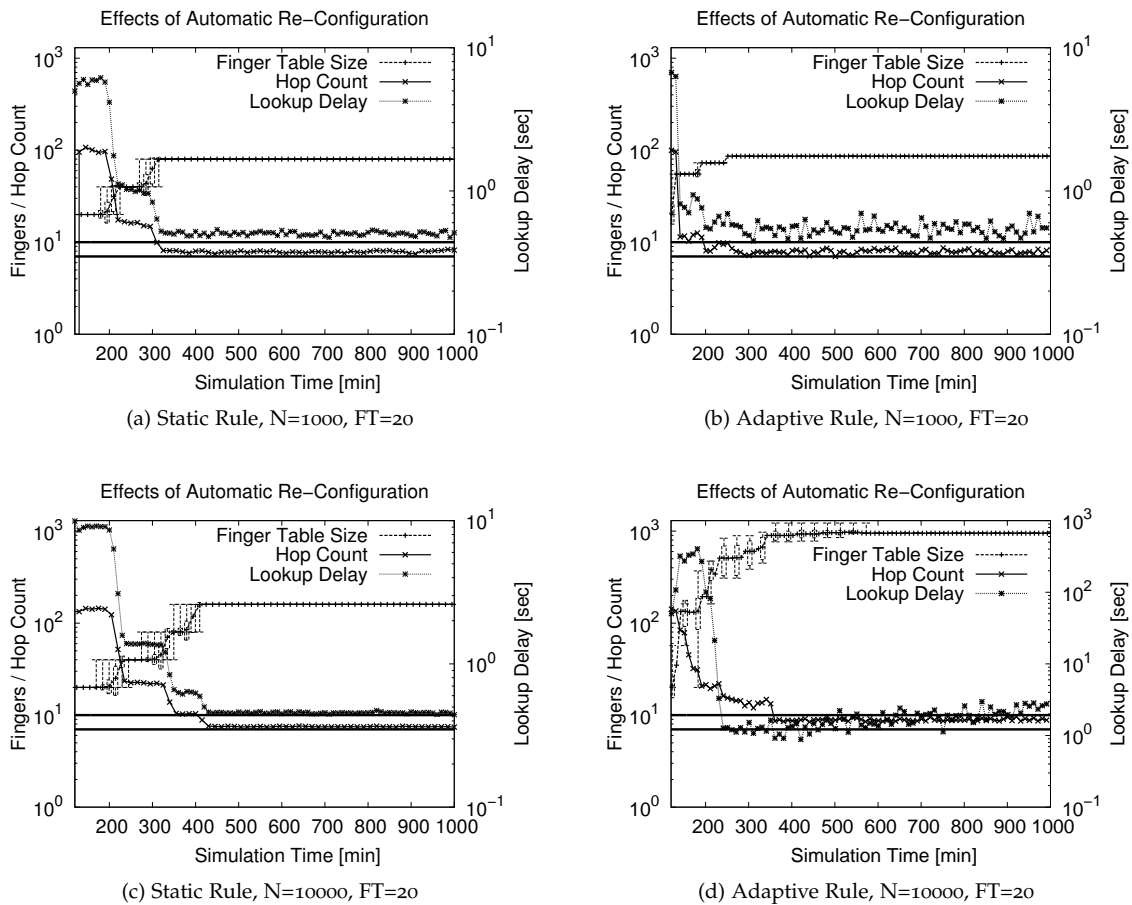 Effects of Automatic Re-Configuration
10^3
10^2
10^1
10^0
Fingers / Hop Count
Finger Table Size
Hop Count
Lookup Delay
10^1
10^0
10^-1
Lookup Delay [sec]
200 300 400 500 600 700 800 900 1000
Simulation Time [min]
(a) Static Rule, N=1000, FT=20
Effects of Automatic Re-Configuration
10^3
10^2
10^1
10^0
Fingers / Hop Count
Finger Table Size
Hop Count
Lookup Delay
10^1
10^0
10^-1
Lookup Delay [sec]
200 300 400 500 600 700 800 900 1000
Simulation Time [min]
(b) Adaptive Rule, N=1000, FT=20
Effects of Automatic Re-Configuration
10^3
10^2
10^1
10^0
Fingers / Hop Count
Finger Table Size
Hop Count
Lookup Delay
10^1
10^0
10^-1
Lookup Delay [sec]
200 300 400 500 600 700 800 900 1000
Simulation Time [min]
(c) Static Rule, N=10000, FT=20
Effects of Automatic Re-Configuration
10^3
10^2
10^1
10^0
Fingers / Hop Count
Finger Table Size
Hop Count
Lookup Delay
10^3
10^2
10^1
10^0
10^-1
Lookup Delay [sec]
200 300 400 500 600 700 800 900 1000
Simulation Time [min]
(d) Adaptive Rule, N=10000, FT=20